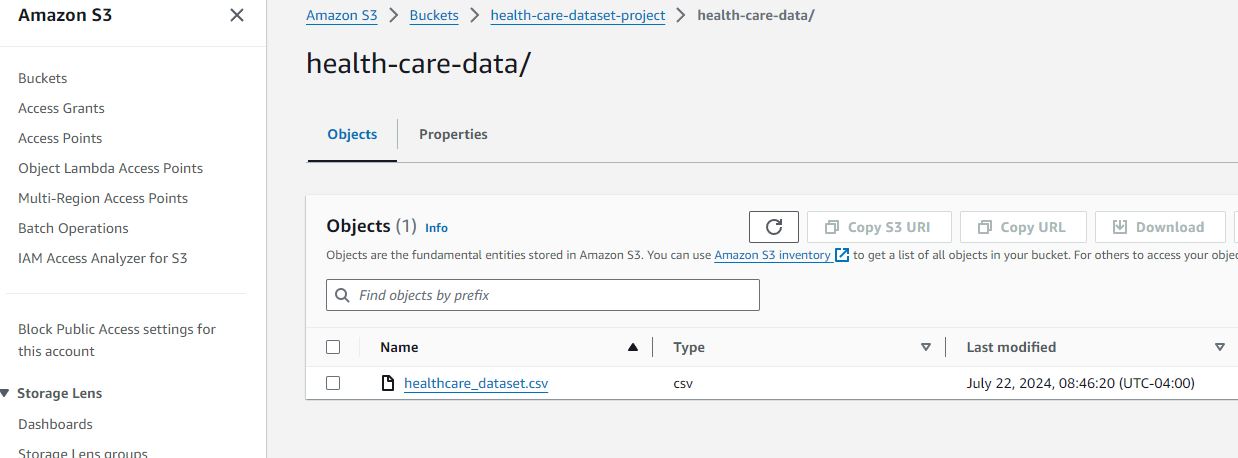 Amazon S3
Buckets
Access Grants
Access Points
Object Lambda Access Points
Multi-Region Access Points
Batch Operations
IAM Access Analyzer for S3
Block Public Access settings for
this account
Storage Lens
Dashboards
Storage Lens groups
Amazon S3 > Buckets > health-care-dataset-project > health-care-data/
health-care-data/
Objects Properties
Objects (1) Info
Copy S3 URI Copy URL Download
Objects are the fundamental entities stored in Amazon S3. You can use Amazon S3 inventory to get a list of all objects in your bucket. For others to access your
Find objects by prefix
Name Type Last modified
healthcare_dataset.csv csv July 22, 2024, 08:46:20 (UTC-04:00)